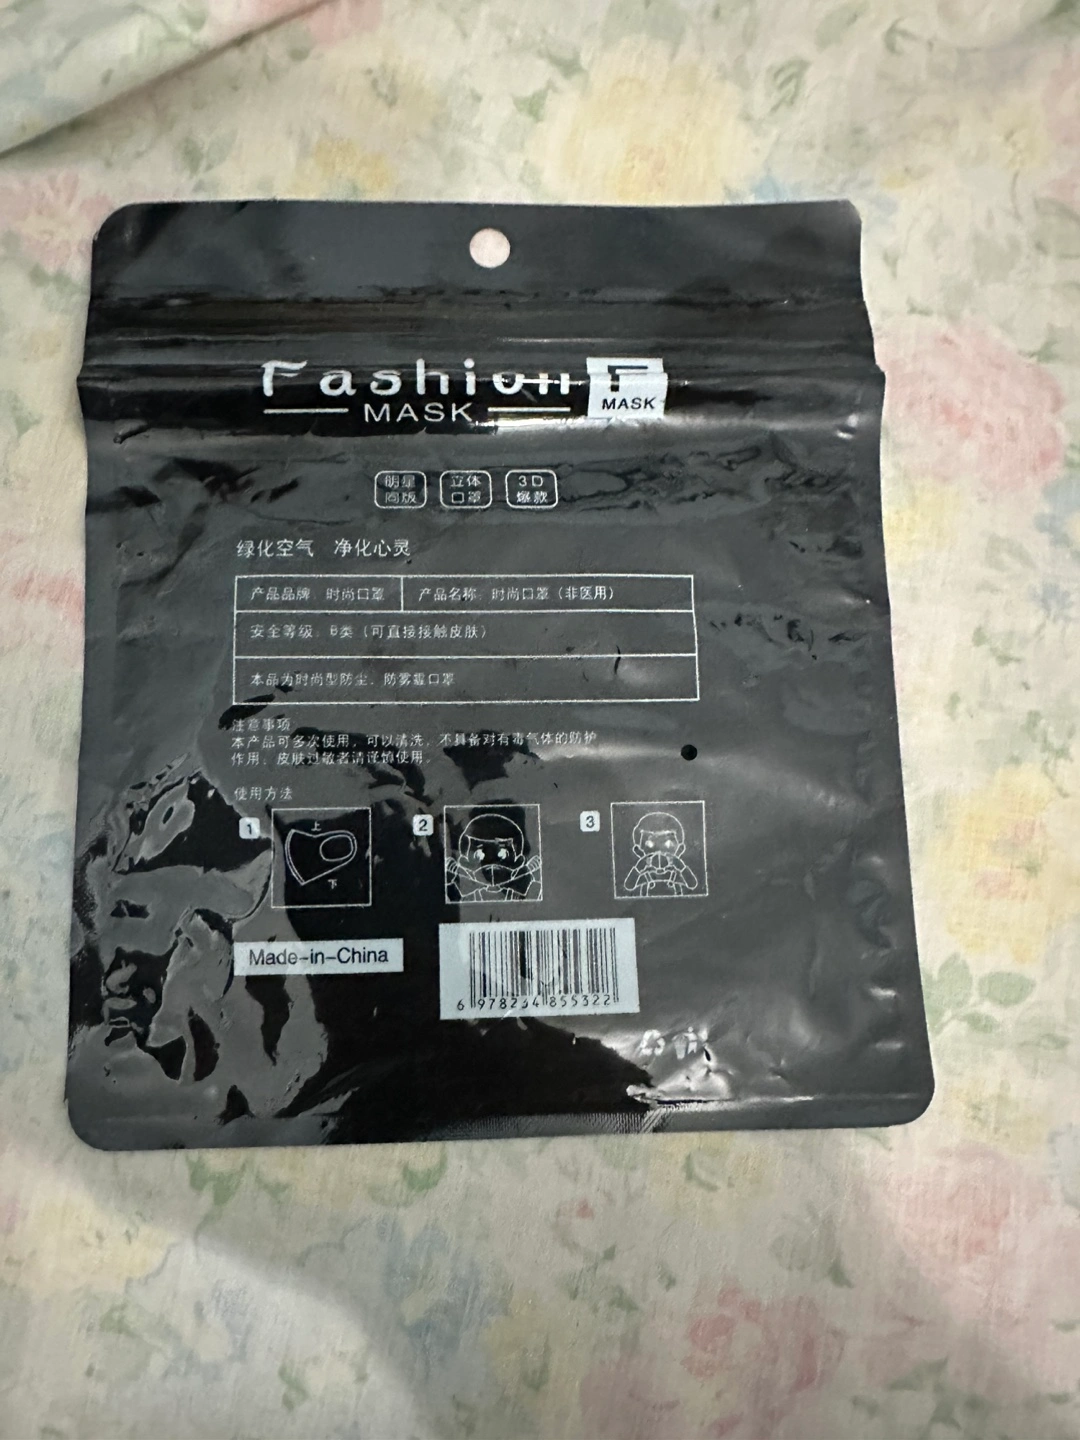 Fashion F
MASK MASK
明星 立体 3D
同版 口罩 爆款
绿化空气 净化心灵
产品品牌：时尚口罩 产品名称：时尚口罩（非医用）
安全等级：B类（可直接接触皮肤）
本品为时尚型防尘、防雾霾口罩
注意事项
本产品可多次使用，可以清洗，不具备对有毒气体的防护
作用，皮肤过敏者请谨慎使用。
使用方法
1 上 2 3
下
Made-in-China
6 978234 855322